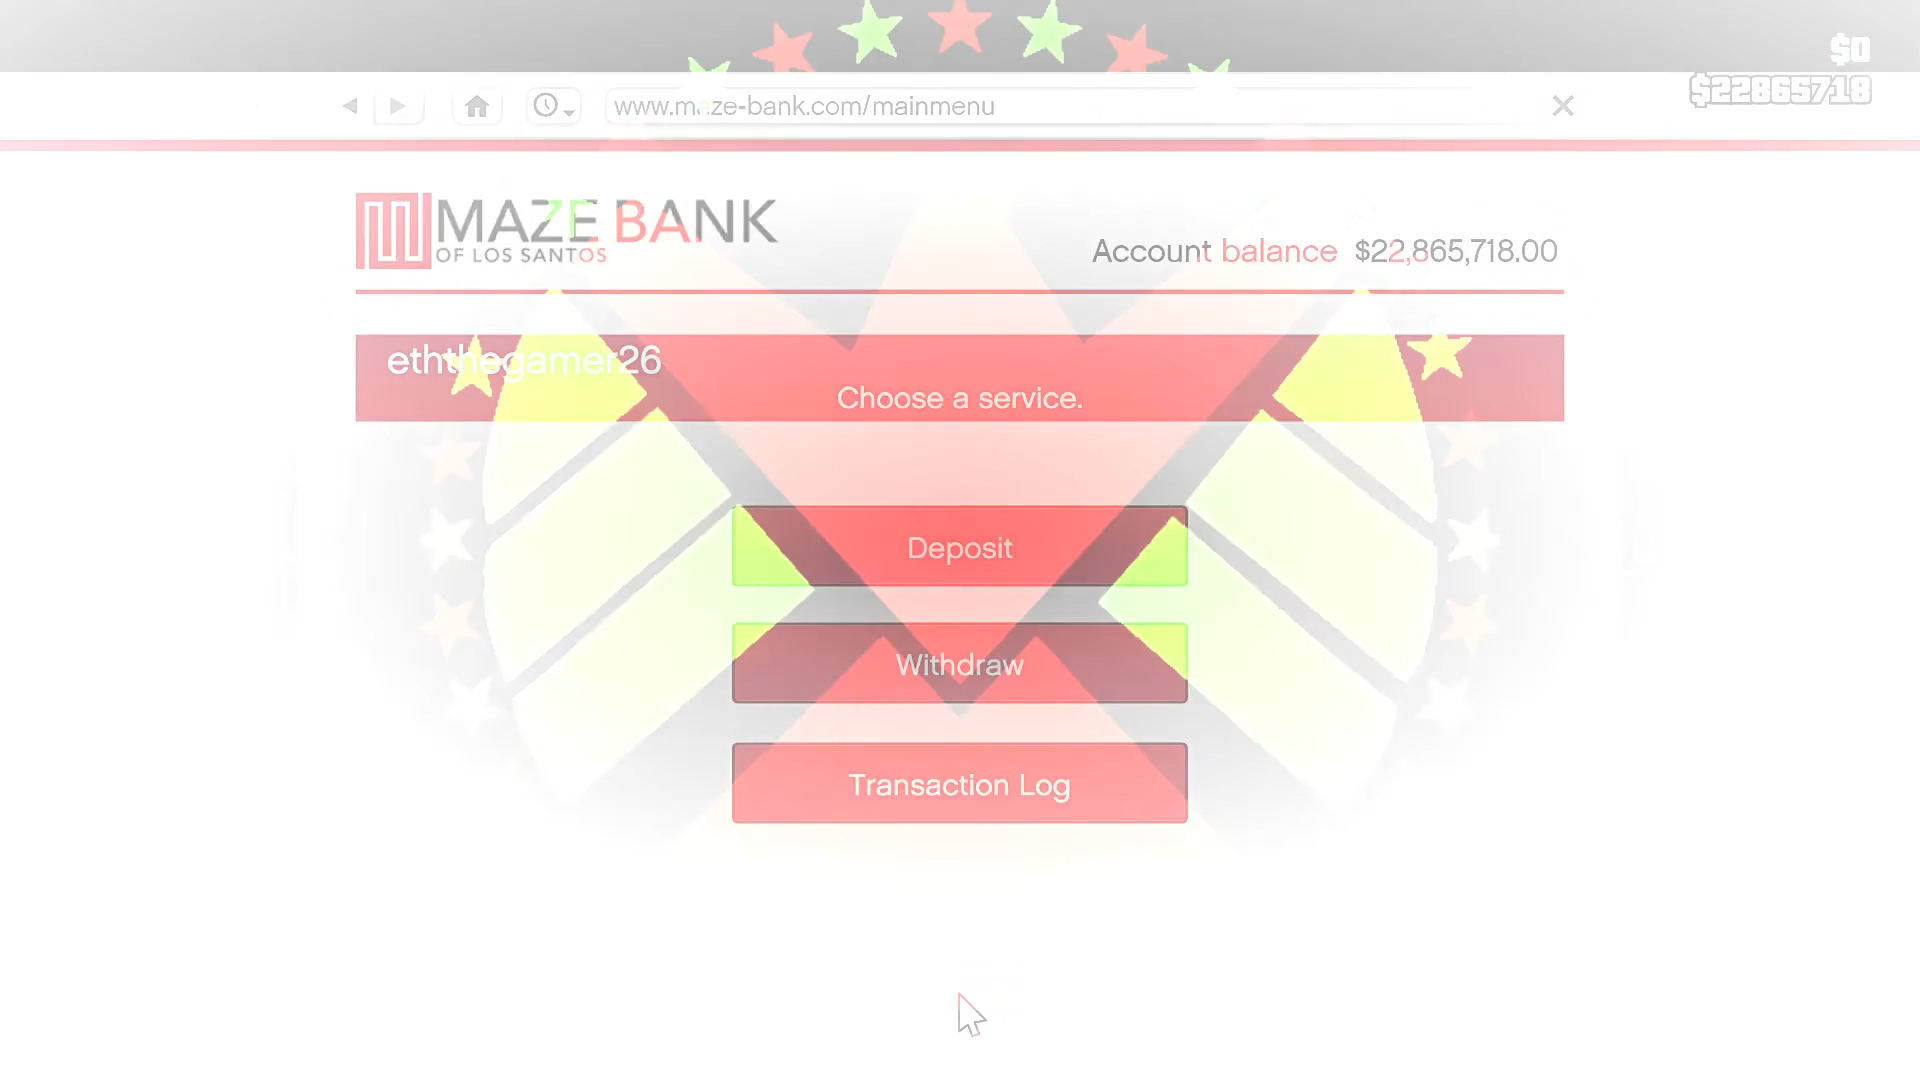 $0
$22865718
www.maze-bank.com/mainmenu
MAZE BANK
OF LOS SANTOS
Account balance $22,865,718.00
eththegamer26
Choose a service.
Deposit
Withdraw
Transaction Log